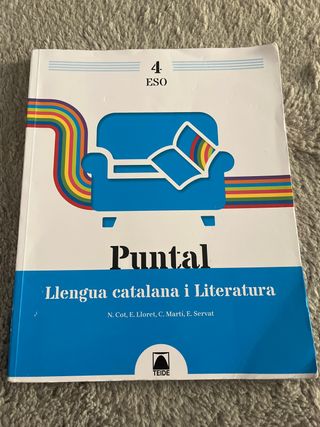 4
ESO
Puntal
Llengua catalana i Literatura
N. Cot, E. Lloret, C. Martí, E. Servat
TEIDE